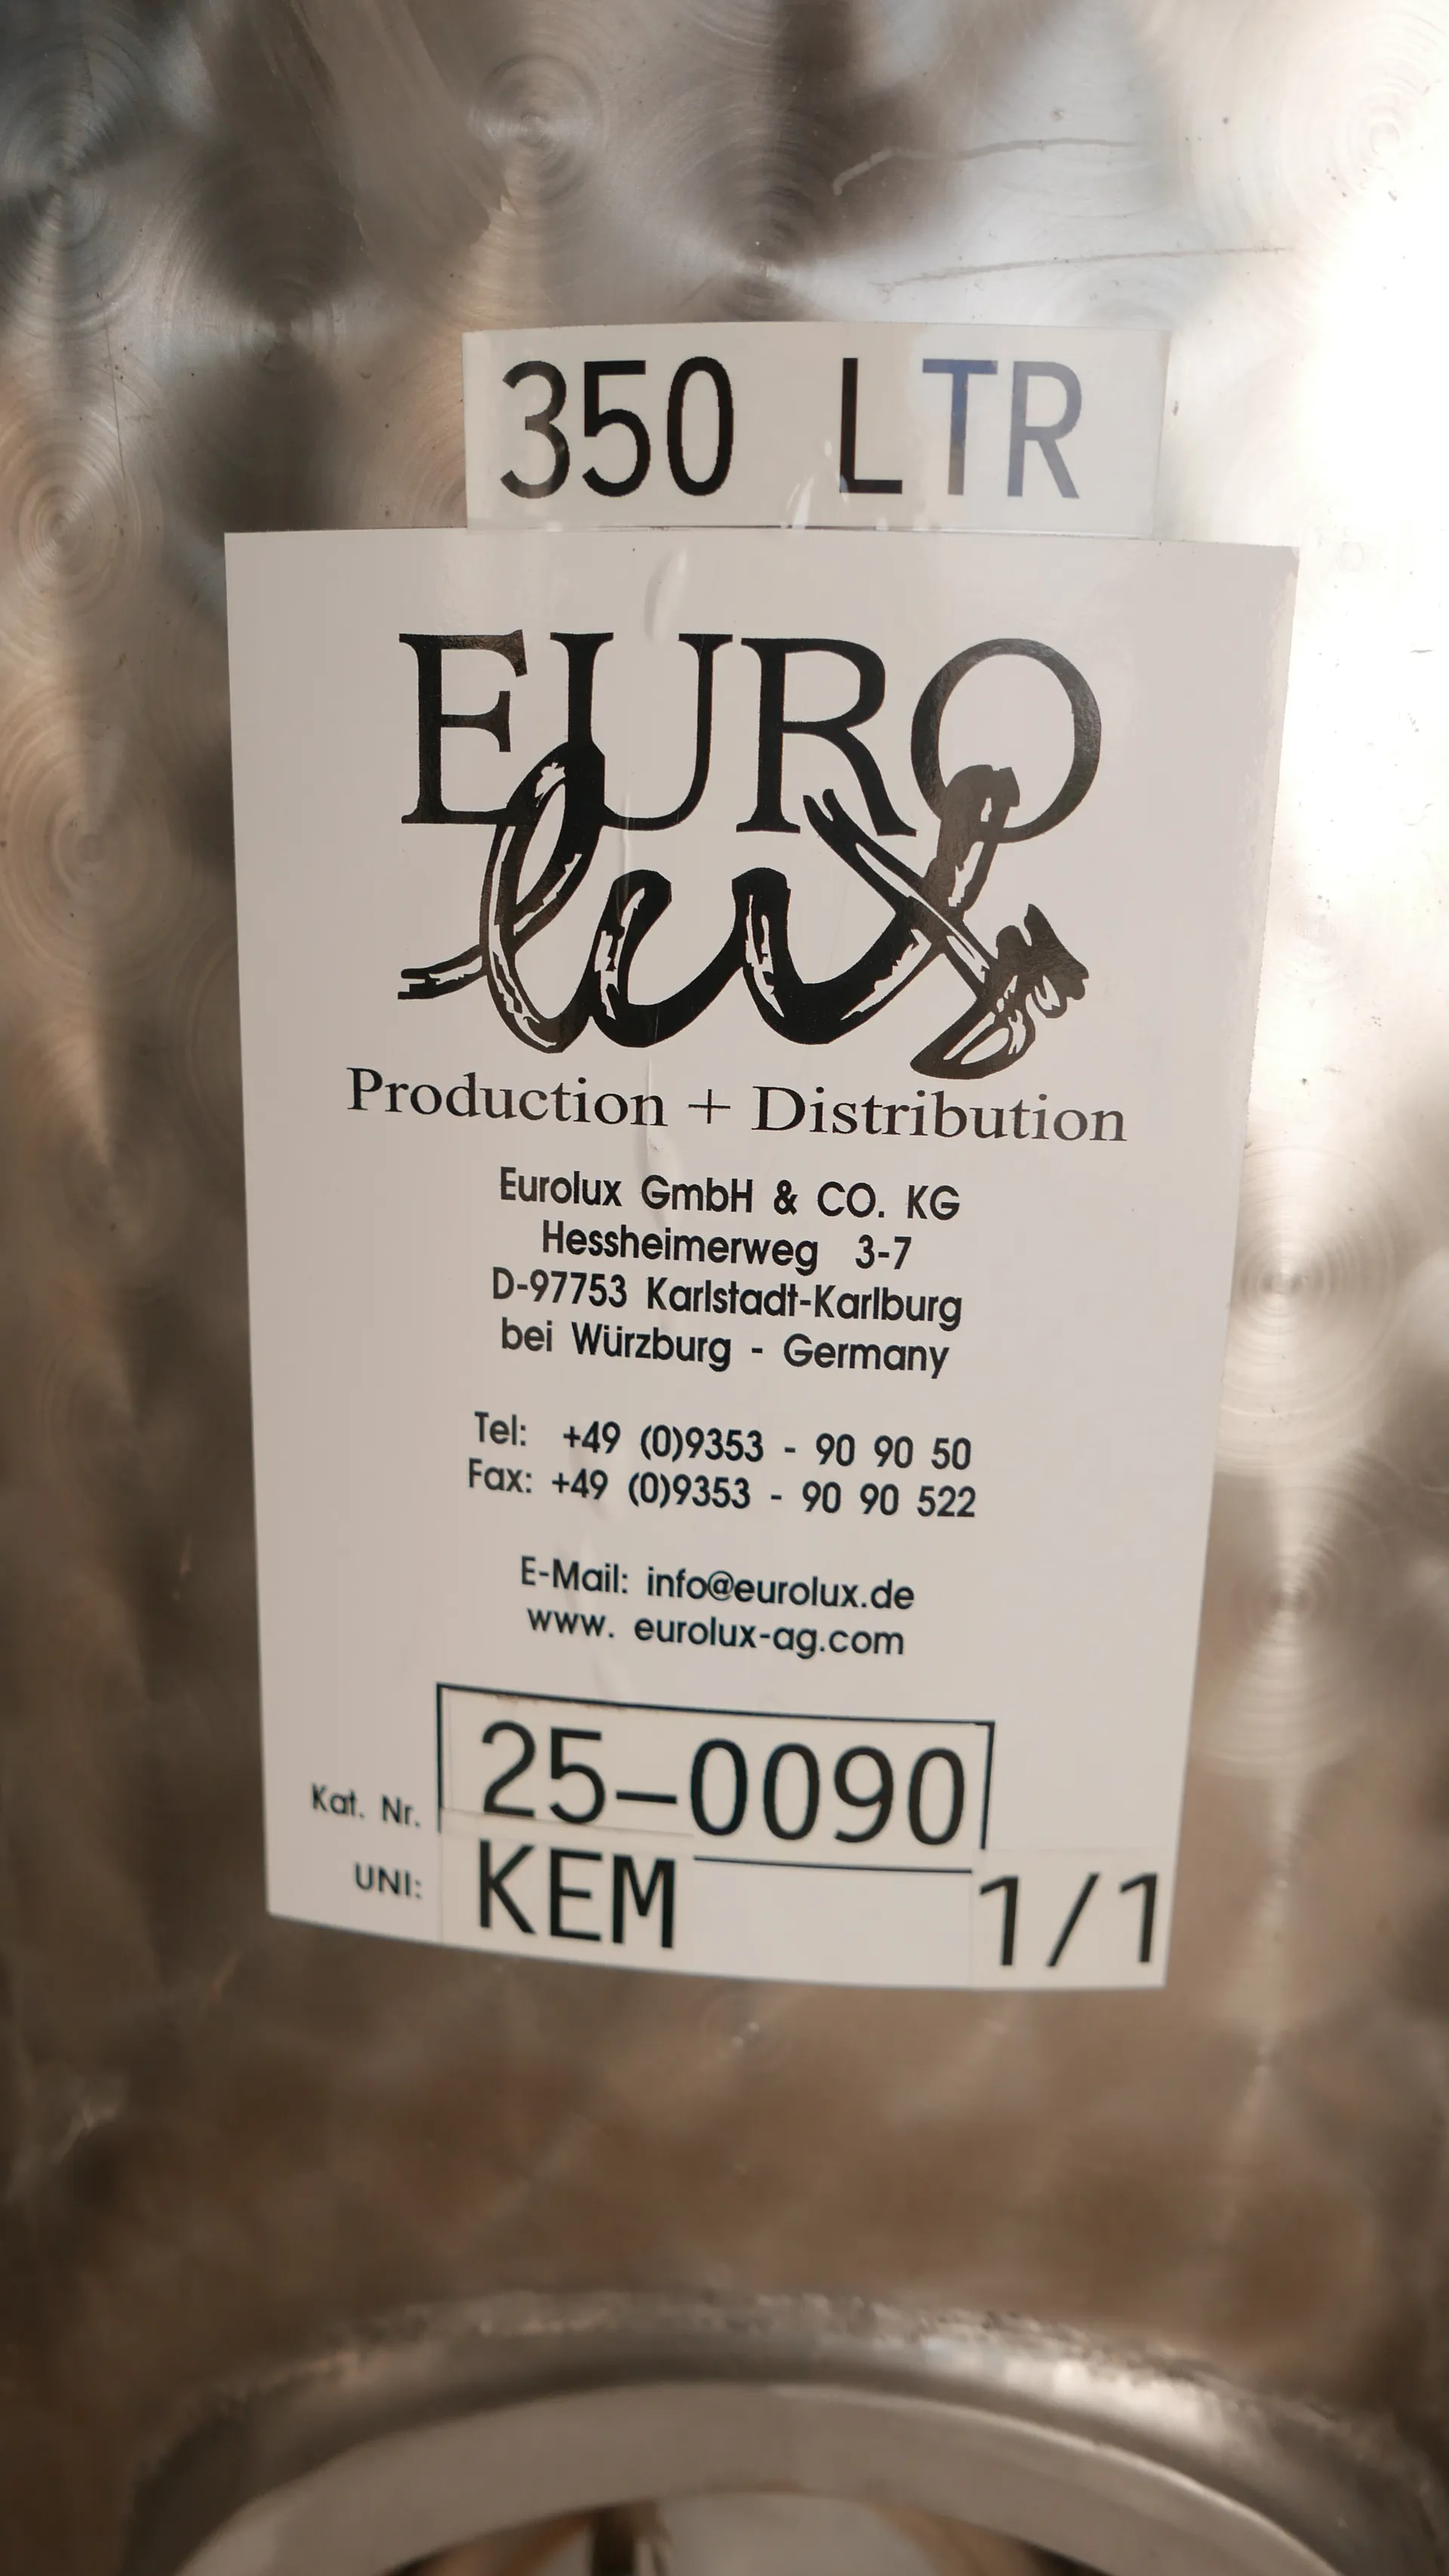 350 LTR
EURO
lux
Production + Distribution
Eurolux GmbH & CO. KG
Hessheimerweg 3-7
D-97753 Karlstadt-Karlburg
bei Würzburg - Germany
Tel: +49 (0)9353 - 90 90 50
Fax: +49 (0)9353 - 90 90 522
E-Mail: info@eurolux.de
www. eurolux-ag.com
Kat. Nr. 25-0090
UNI: KEM 1/1